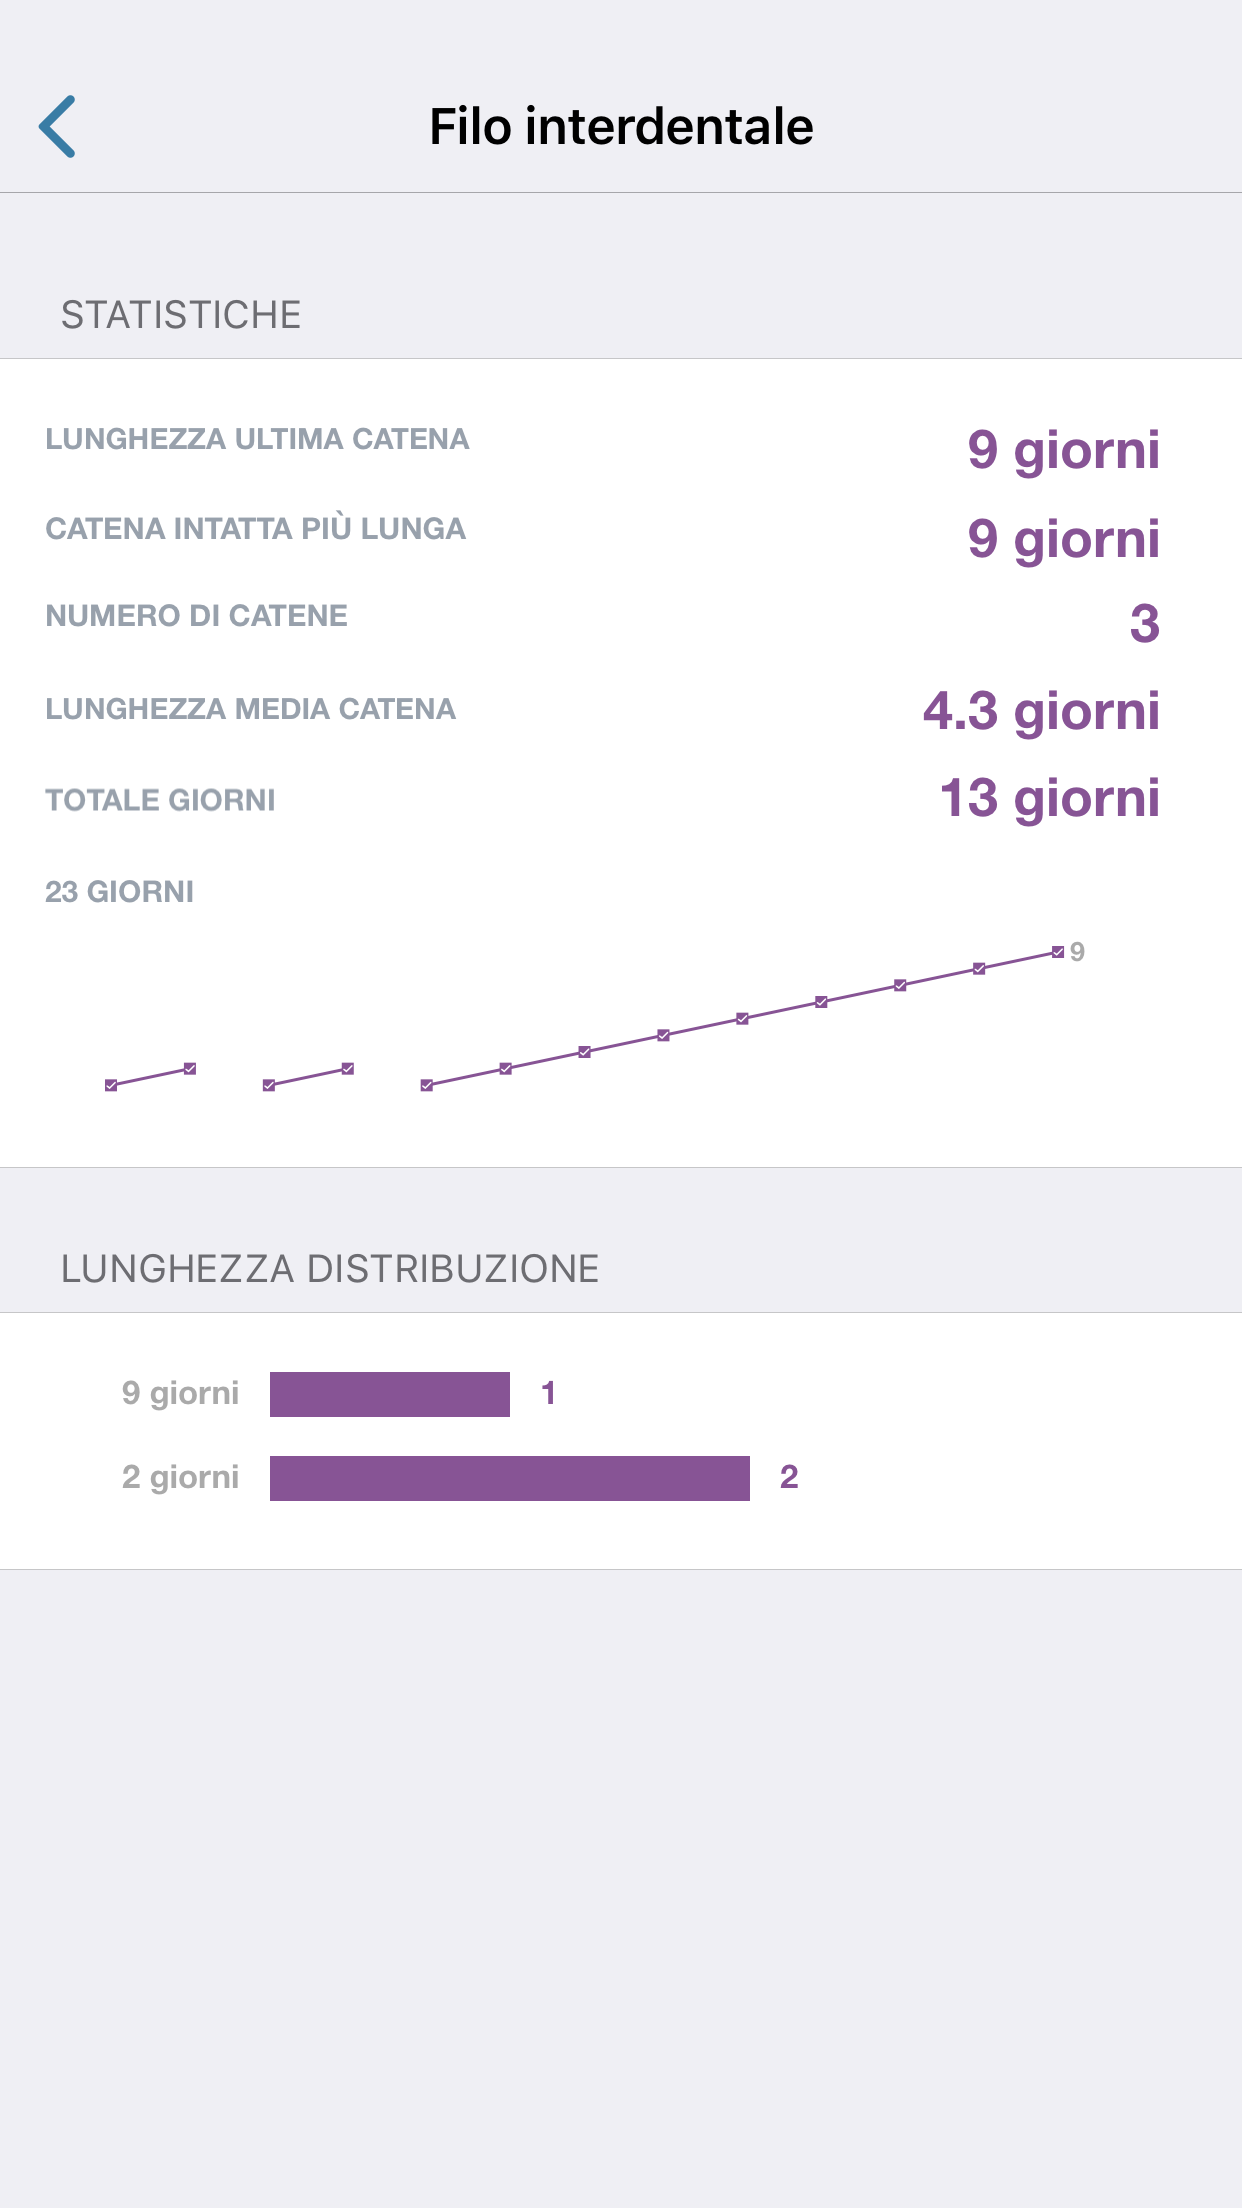 Filo interdentale
STATISTICHE
LUNGHEZZA ULTIMA CATENA 9 giorni
CATENA INTATTA PIÙ LUNGA 9 giorni
NUMERO DI CATENE 3
LUNGHEZZA MEDIA CATENA 4.3 giorni
TOTALE GIORNI 13 giorni
23 GIORNI
9
LUNGHEZZA DISTRIBUZIONE
9 giorni 1
2 giorni 2